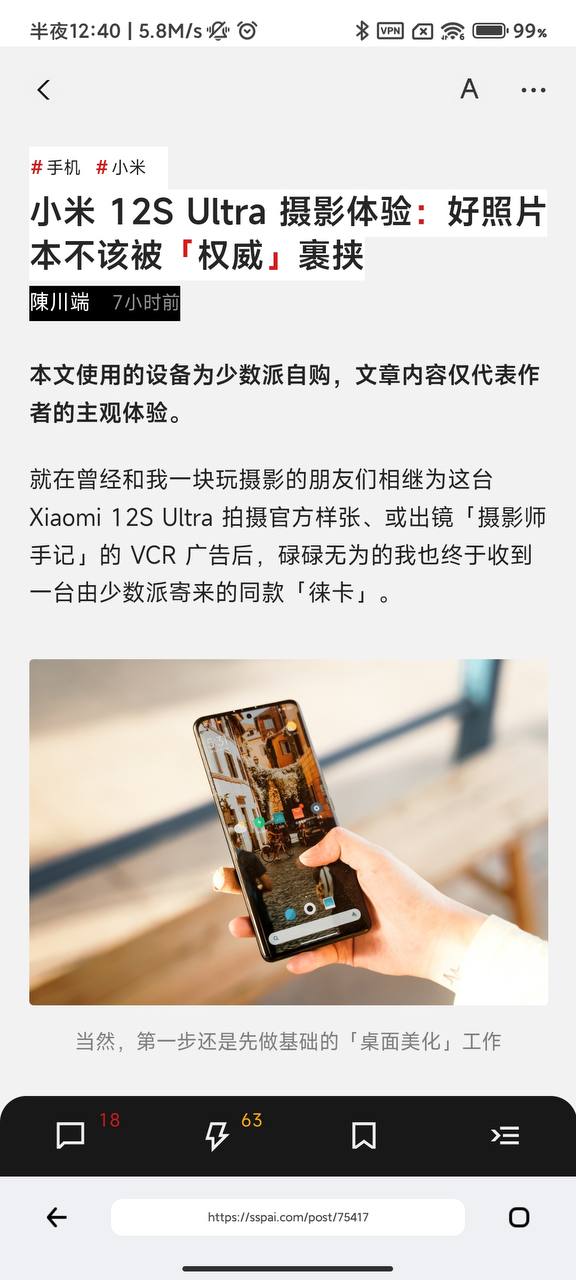 半夜12:40 | 5.8M/s VPN 6 99%
A
#手机 #小米
小米 12S Ultra 摄影体验：好照片
本不该被「权威」裹挟
陳川端 7小时前
本文使用的设备为少数派自购，文章内容仅代表作
者的主观体验。
就在曾经和我一块玩摄影的朋友们相继为这台
Xiaomi 12S Ultra 拍摄官方样张、或出镜「摄影师
手记」的 VCR 广告后，碌碌无为的我也终于收到
一台由少数派寄来的同款「徕卡」。
当然，第一步还是先做基础的「桌面美化」工作
18 63
https://sspai.com/post/75417